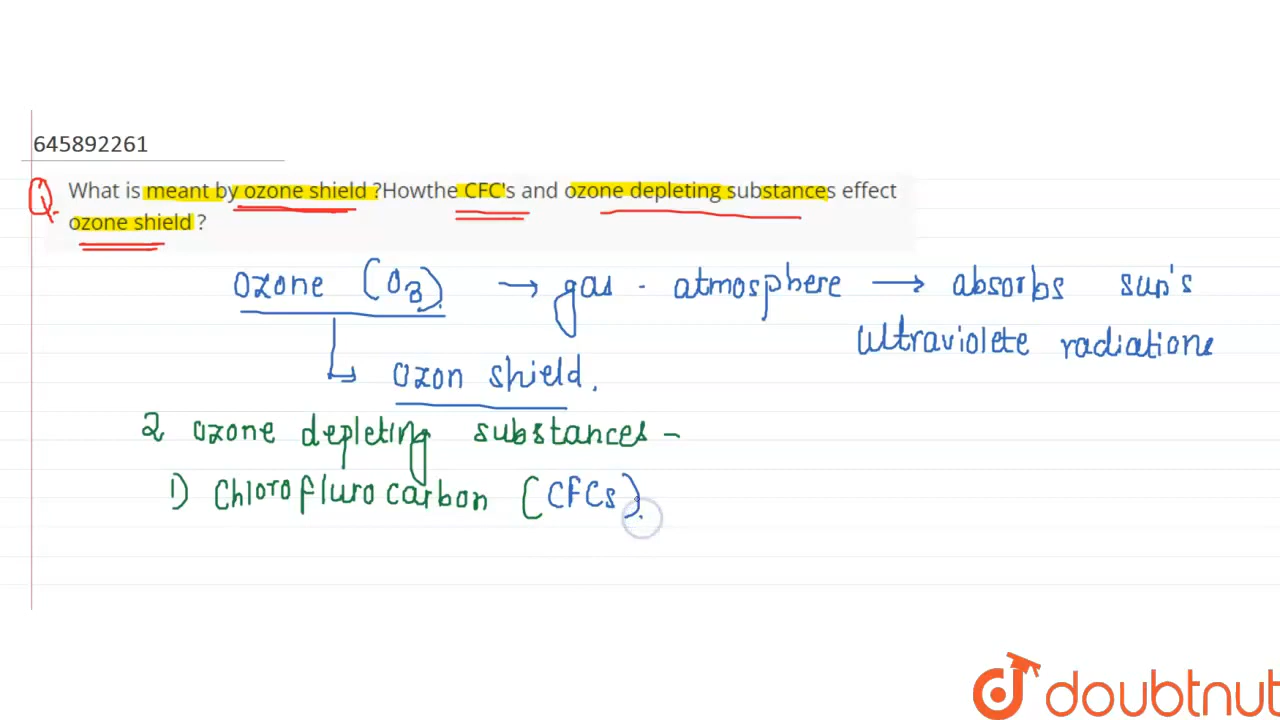 645892261
Q. What is meant by ozone shield ?Howthe CFC's and ozone depleting substances effect
ozone shield ?
ozone (O3). → gas - atmosphere → absorbs sun's
ultraviolete radiations
ozon shield.
2 ozone depleting substances -
1) Chlorofluro carbon (CFCs).
doubtnut